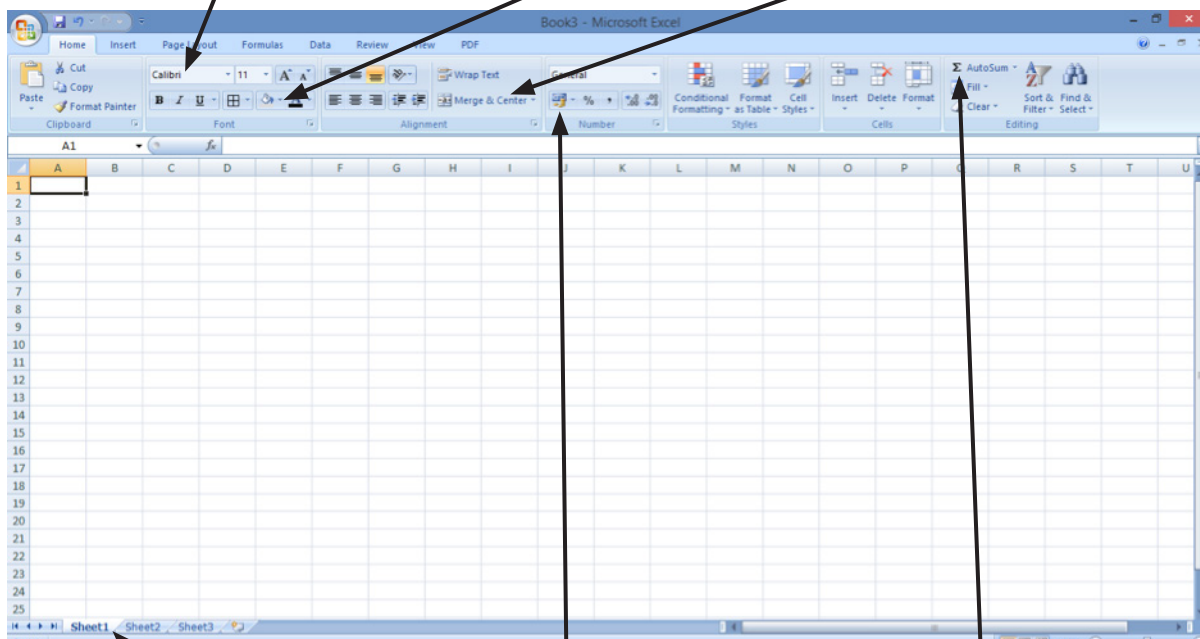 Book3 - Microsoft Excel
Home Insert Page Layout Formulas Data Review View PDF
Cut
Copy
Format Painter
Paste
Clipboard
Calibri 11
B I U
Font
Wrap Text
Merge & Center
Alignment
General
% ,
Number
Conditional Formatting
Format as Table
Cell Styles
Styles
Insert Delete Format
Cells
Σ AutoSum
Fill
Clear
Sort & Filter
Find & Select
Editing
A1 fx
A B C D E F G H I J K L M N O P Q R S T U
1
2
3
4
5
6
7
8
9
10
11
12
13
14
15
16
17
18
19
20
21
22
23
24
25
Sheet1 Sheet2 Sheet3